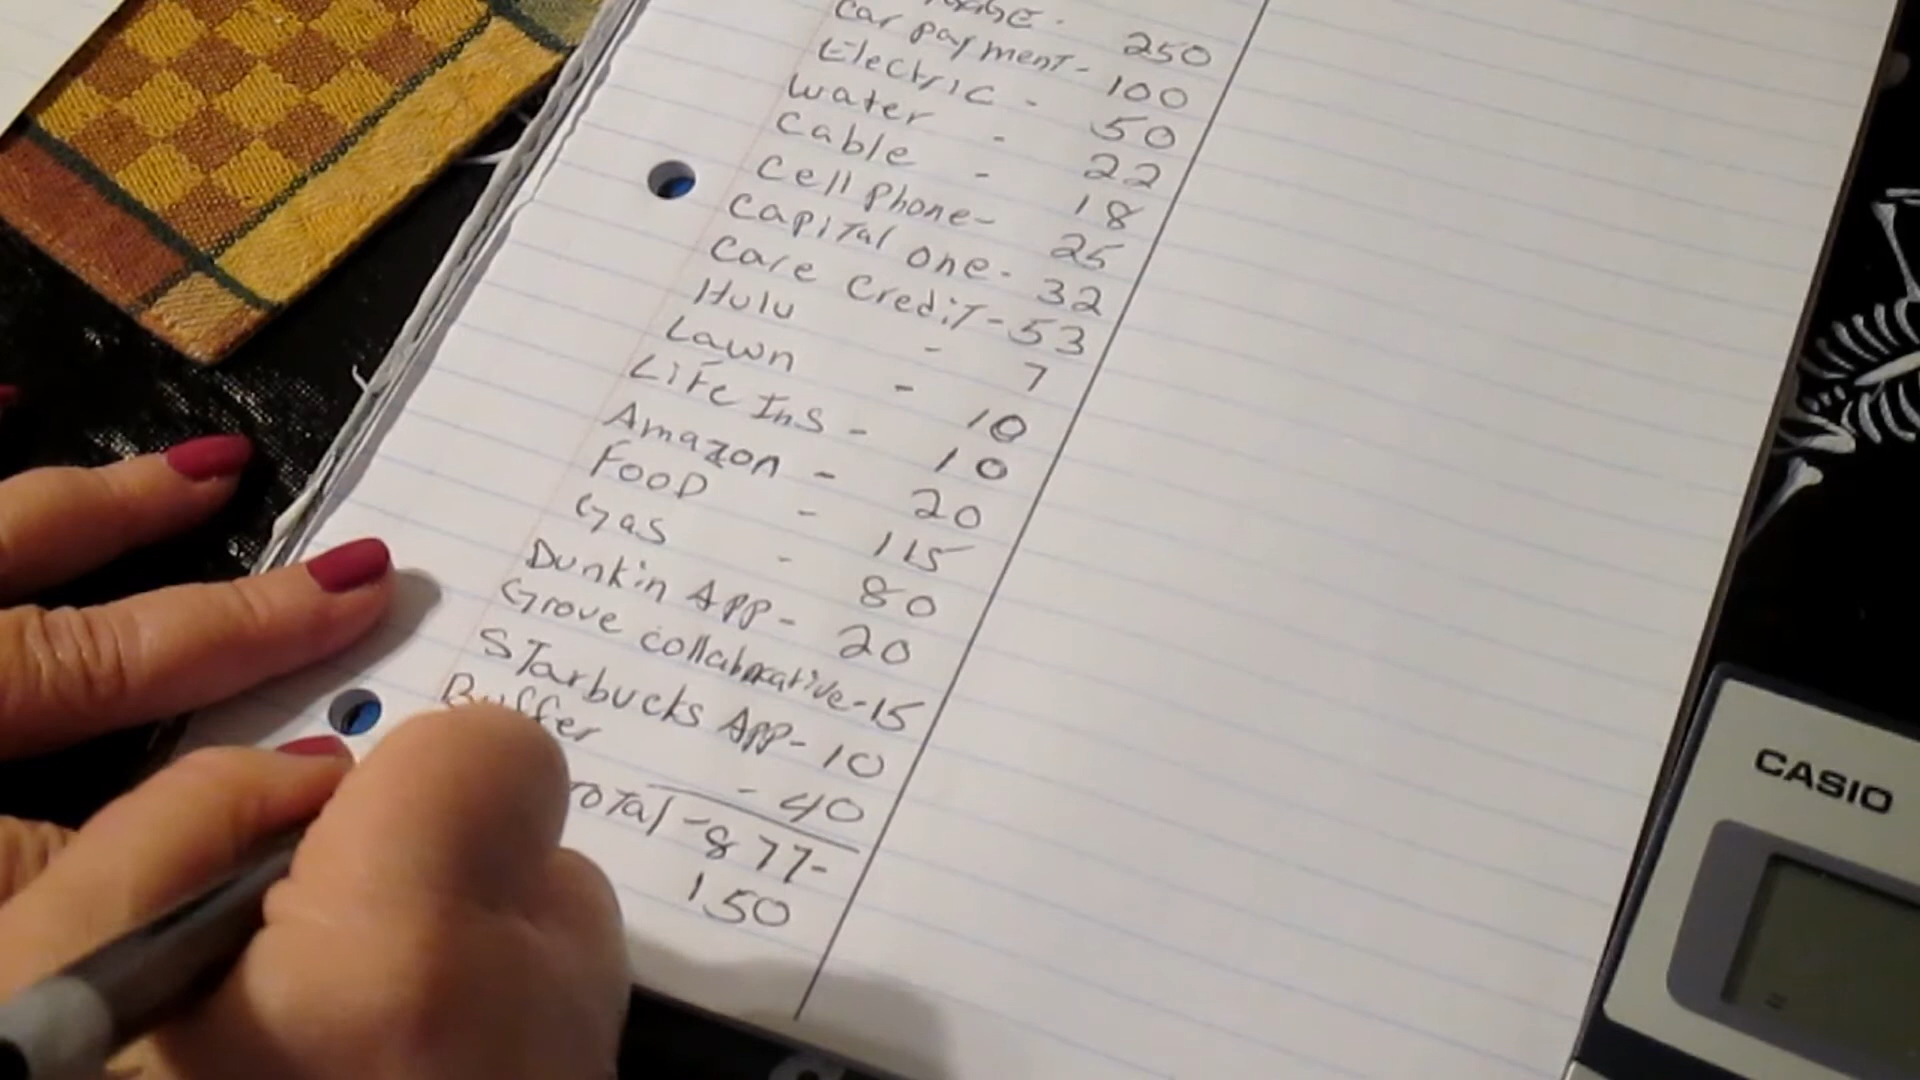 250
Car payment - 100
Electric - 50
Water - 22
Cable - 18
Cell Phone - 25
Capital one - 32
Care Credit - 53
Hulu - 7
Lawn - 10
Life Ins - 10
Amazon - 20
FOOD - 115
Gas - 80
Dunkin App - 20
Grove collaborative - 15
STarbucks App - 10
Buffer - 40
Total - 877-
150
CASIO